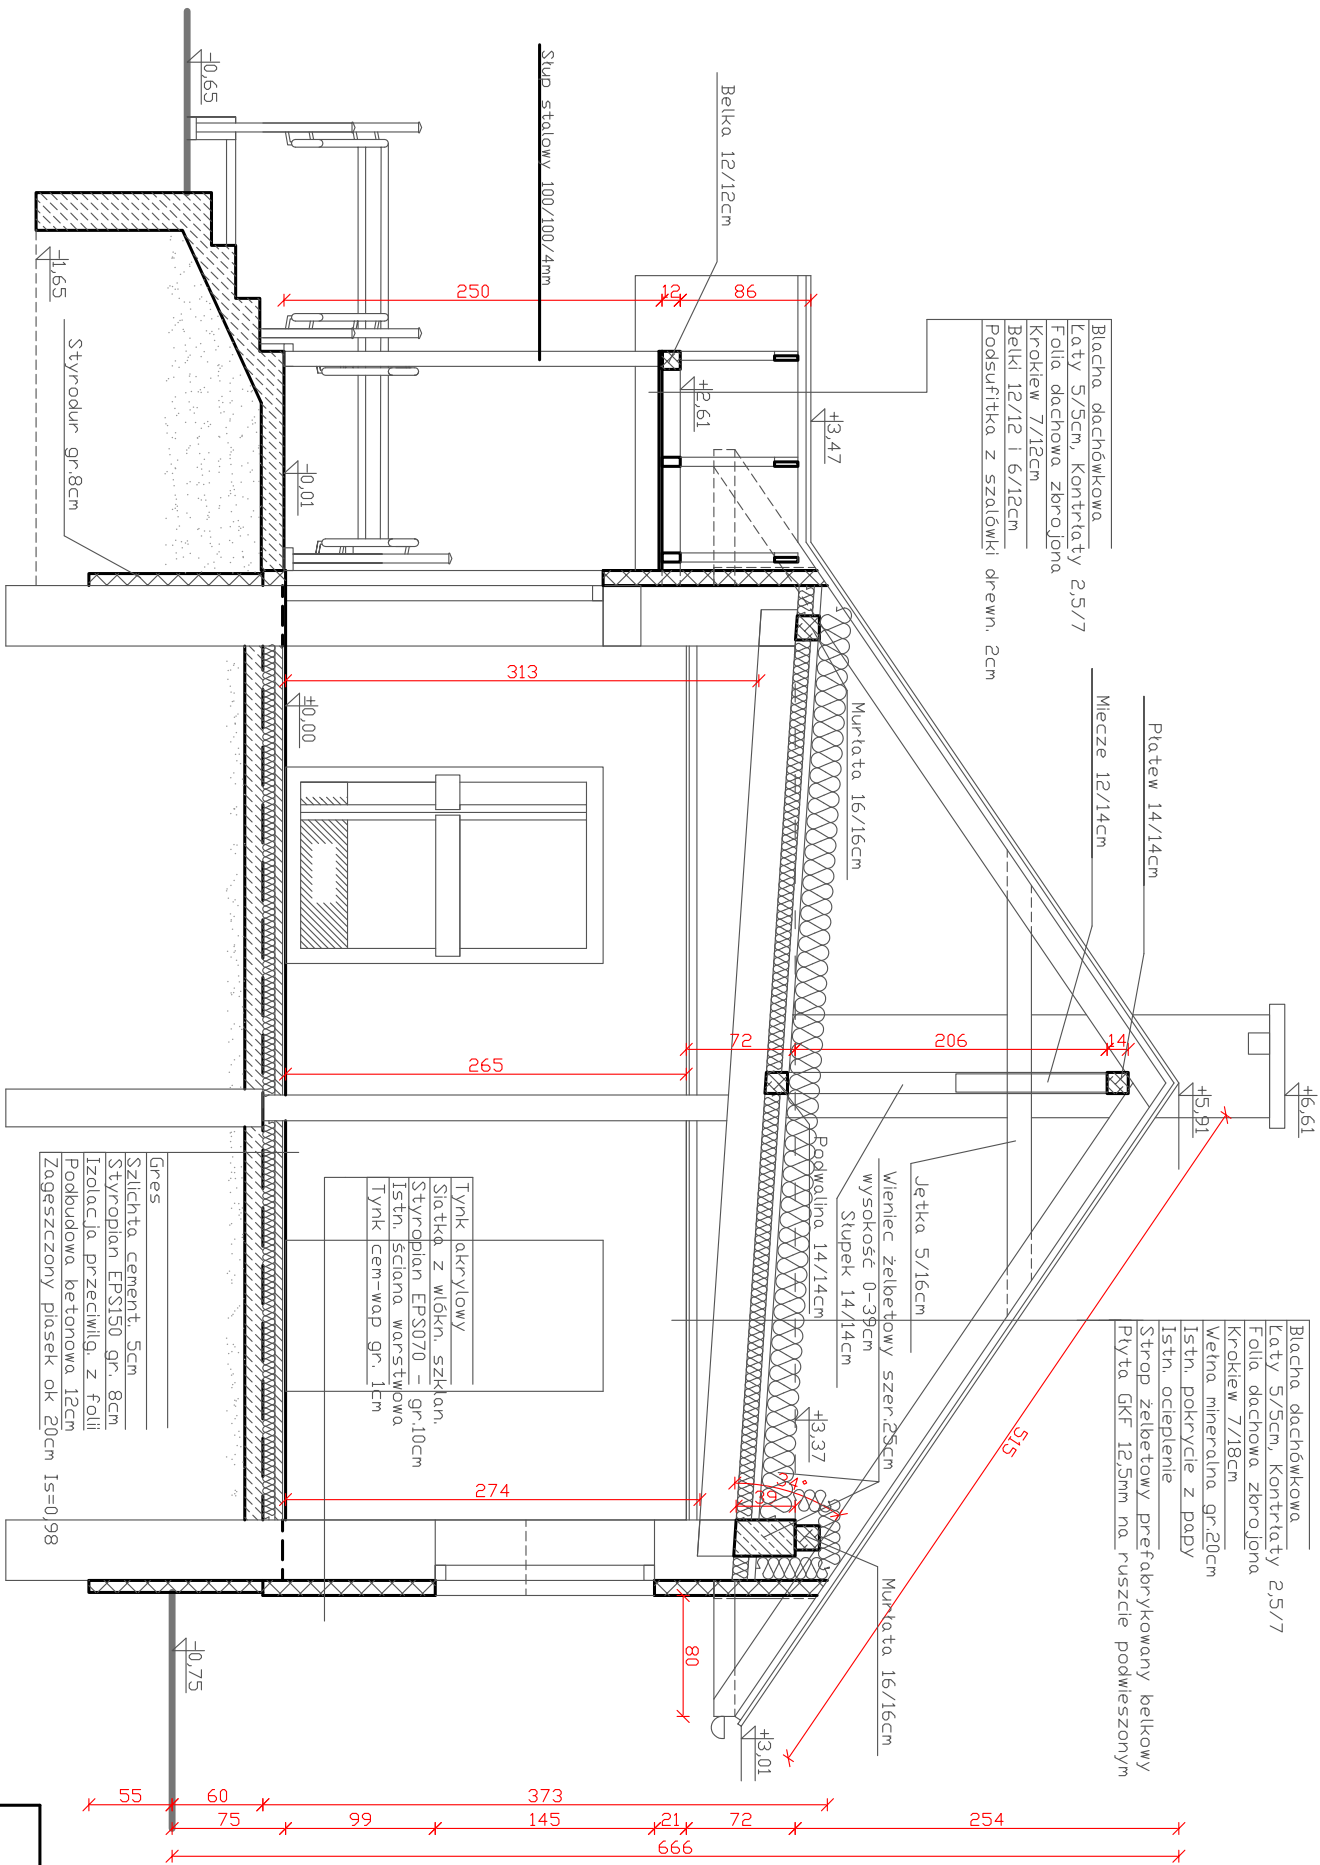 Blacha dachówkowa
Łaty 5/5cm, Kontrłaty 2,5/7
Folia dachowa zbrojona
Krokiew 7/12cm
Belki 12/12 i 6/12cm
Podsufitka z szalówki drewn. 2cm
Belka 12/12cm
Słup stalowy 100/100/4mm
-0,65
-1,65
Styrodur gr.8cm
250
12
86
+2,61
+3,47
-0,01
Płatew 14/14cm
Miecze 12/14cm
Murłata 16/16cm
313
±0,00
+6,61
+5,91
14
206
72
265
Blacha dachówkowa
Łaty 5/5cm, Kontrłaty 2,5/7
Folia dachowa zbrojona
Krokiew 7/18cm
Wełna mineralna gr.20cm
Istn. pokrycie z papy
Istn. ocieplenie
Strop żelbetowy prefabrykowany belkowy
Płyta GKF 12,5mm na ruszcie podwieszonym
Jętka 5/16cm
Wieniec żelbetowy szer.25cm
wysokość 0-39cm
Słupek 14/14cm
Podwalina 14/14cm
Tynk akrylowy
Siatka z włókn. szklan.
Styropian EPS070 - gr.10cm
Istn. ściana warstwowa
Tynk cem-wap gr. 1cm
Gres
Szlichta cement. 5cm
Styropian EPS150 gr. 8cm
Izolacja przeciwilg. z folii
Podbudowa betonowa 12cm
Zagęszczony piasek ok 20cm Is=0,98
515
+3,37
34°
39
274
Murłata 16/16cm
80
+3,01
-0,75
55
60
373
75
99
145
21
72
254
666